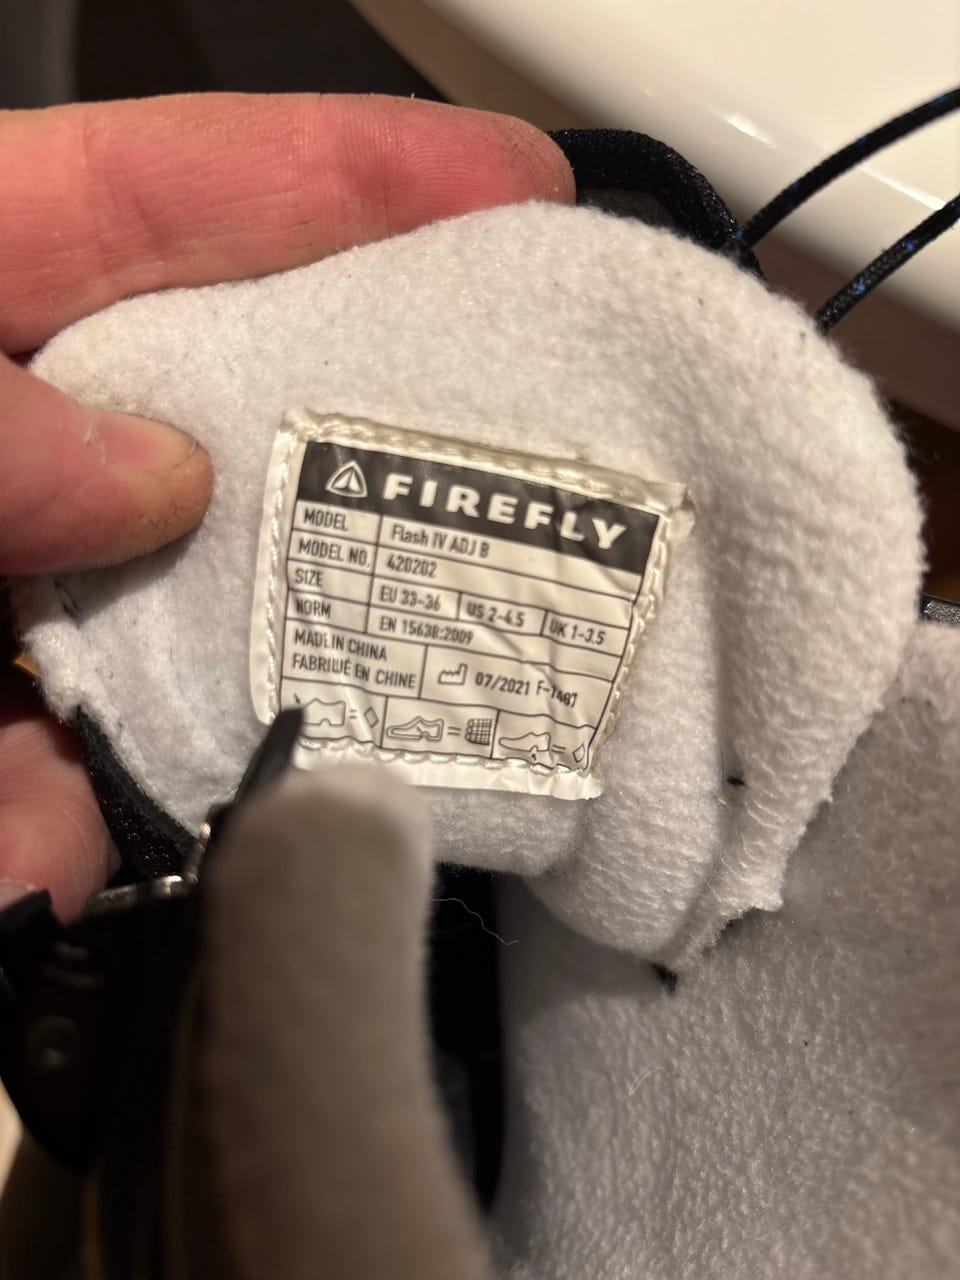 FIREFLY
MODEL Flash IV ADJ B
MODEL NO. 420202
SIZE EU 33-36 US 2-4.5 UK 1-3.5
NORM EN 15638:2009
MADE IN CHINA
FABRIQUÉ EN CHINE
07/2021 F-1487